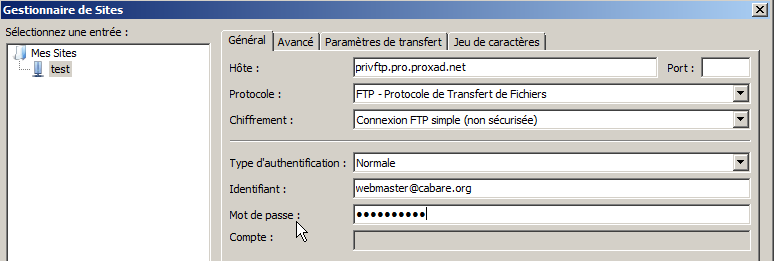 Gestionnaire de Sites
Sélectionnez une entrée :
Mes Sites
test
Général Avancé Paramètres de transfert Jeu de caractères
Hôte : privftp.pro.proxad.net Port :
Protocole : FTP - Protocole de Transfert de Fichiers
Chiffrement : Connexion FTP simple (non sécurisée)
Type d'authentification : Normale
Identifiant : webmaster@cabare.org
Mot de passe : ●●●●●●●●●●
Compte :